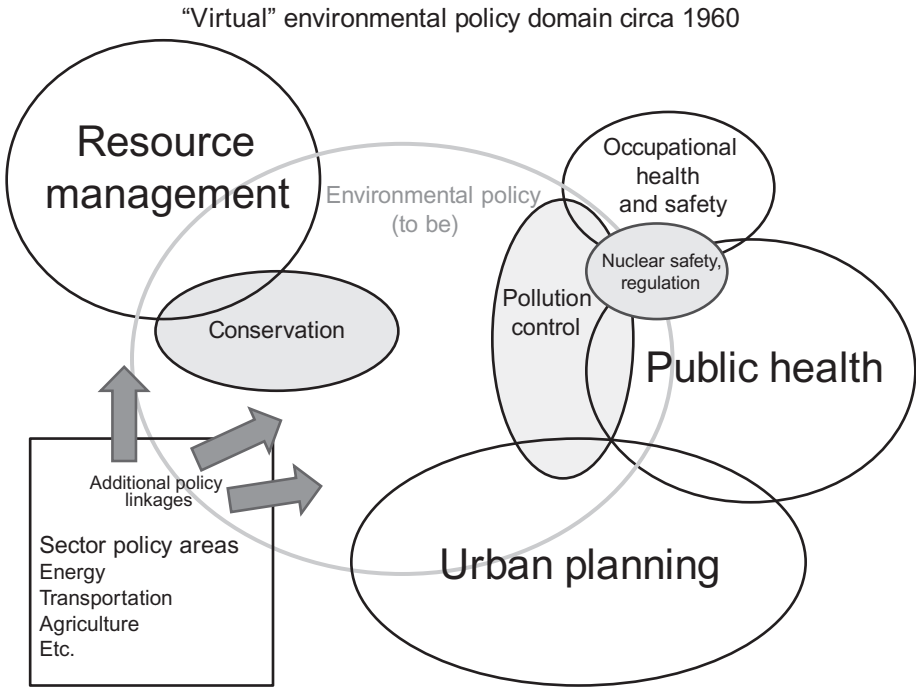 “Virtual” environmental policy domain circa 1960
Resource
management
Environmental policy
(to be)
Occupational
health
and safety
Nuclear safety,
regulation
Pollution
control
Conservation
Public health
Additional policy
linkages
Sector policy areas
Energy
Transportation
Agriculture
Etc.
Urban planning